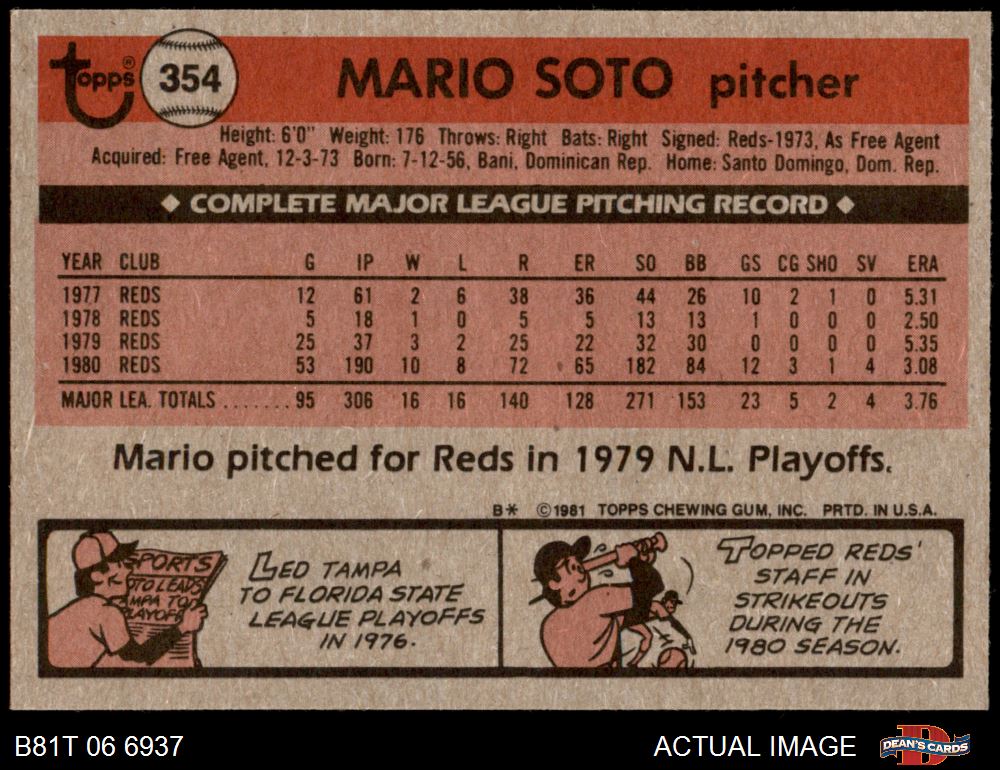 Topps®
354
MARIO SOTO pitcher
Height: 6'0" Weight: 176 Throws: Right Bats: Right Signed: Reds-1973, As Free Agent
Acquired: Free Agent, 12-3-73 Born: 7-12-56, Bani, Dominican Rep. Home: Santo Domingo, Dom. Rep.
◆ COMPLETE MAJOR LEAGUE PITCHING RECORD ◆
YEAR CLUB G IP W L R ER SO BB GS CG SHO SV ERA
1977 REDS 12 61 2 6 38 36 44 26 10 2 1 0 5.31
1978 REDS 5 18 1 0 5 5 13 13 1 0 0 0 2.50
1979 REDS 25 37 3 2 25 22 32 30 0 0 0 0 5.35
1980 REDS 53 190 10 8 72 65 182 84 12 3 1 4 3.08
MAJOR LEA. TOTALS ....... 95 306 16 16 140 128 271 153 23 5 2 4 3.76
Mario pitched for Reds in 1979 N.L. Playoffs.
B* ©1981 TOPPS CHEWING GUM, INC. PRTD. IN U.S.A.
SPORTS
OTO LEADS
AMPA TO
LAYOFF
LED TAMPA
TO FLORIDA STATE
LEAGUE PLAYOFFS
IN 1976.
TOPPED REDS'
STAFF IN
STRIKEOUTS
DURING THE
1980 SEASON.
B81T 06 6937
ACTUAL IMAGE
DEAN'S CARDS